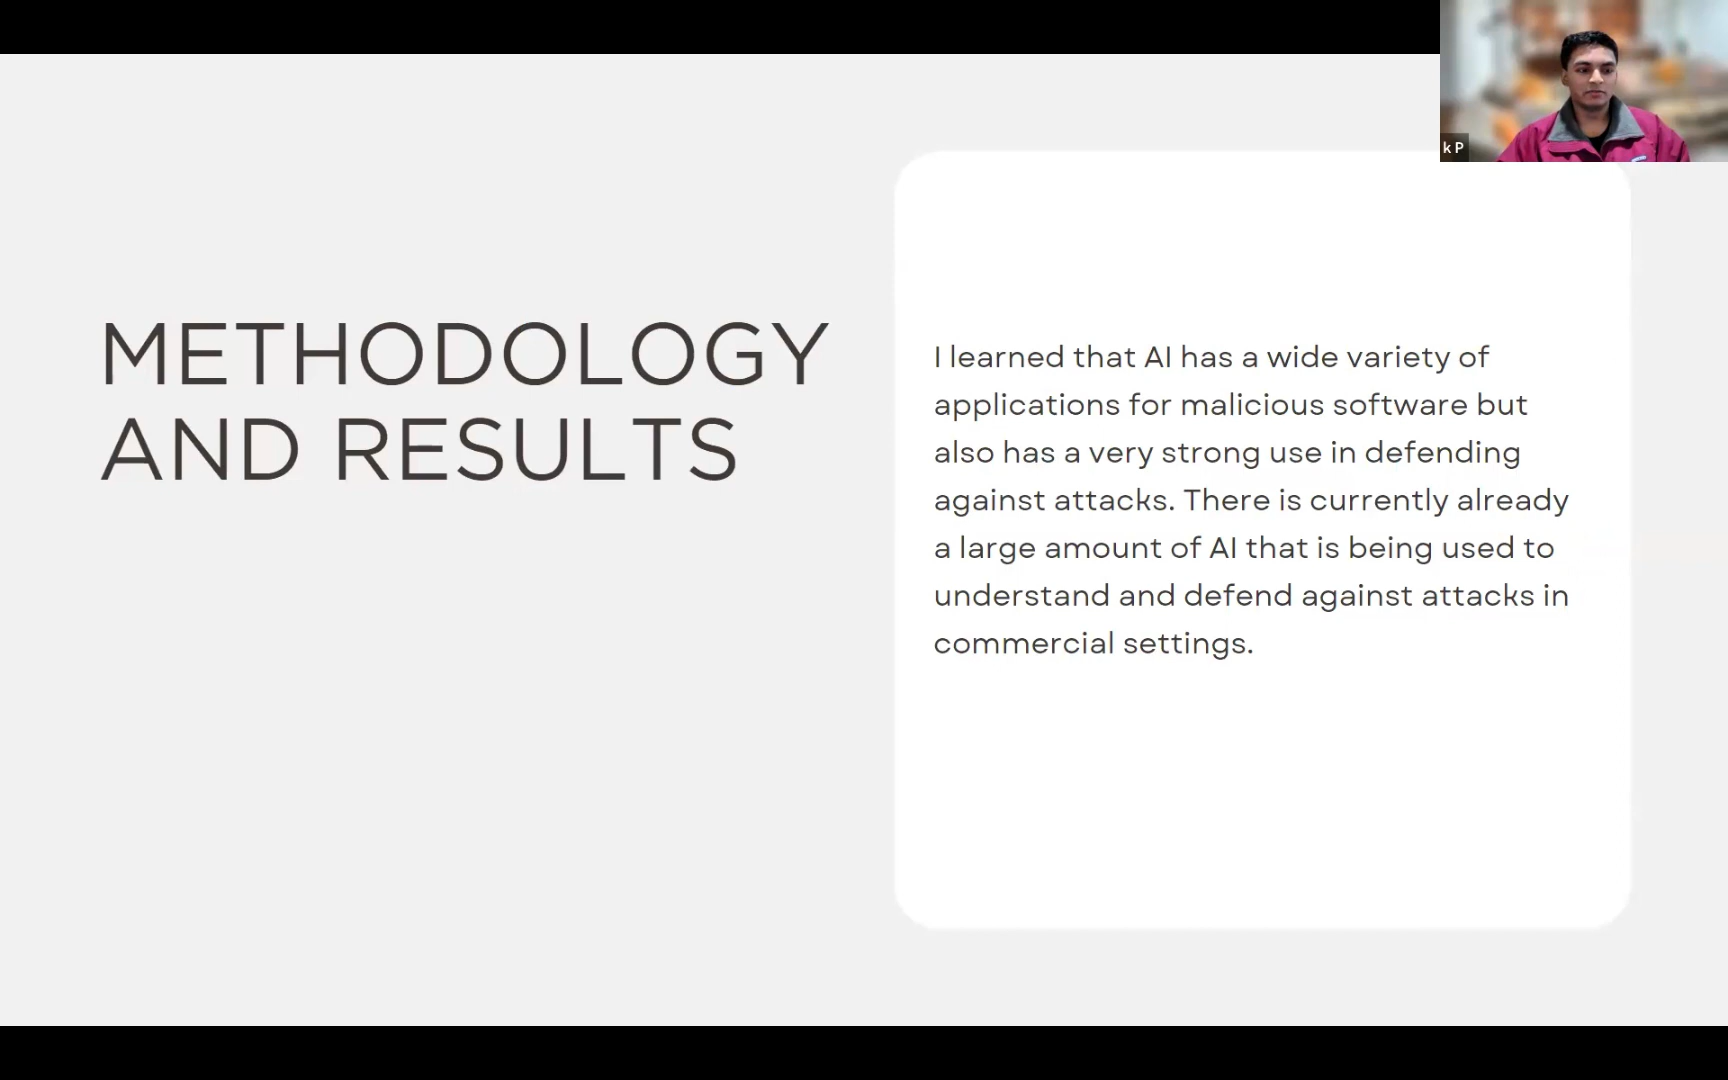 METHODOLOGY
AND RESULTS
I learned that AI has a wide variety of
applications for malicious software but
also has a very strong use in defending
against attacks. There is currently already
a large amount of AI that is being used to
understand and defend against attacks in
commercial settings.
k P